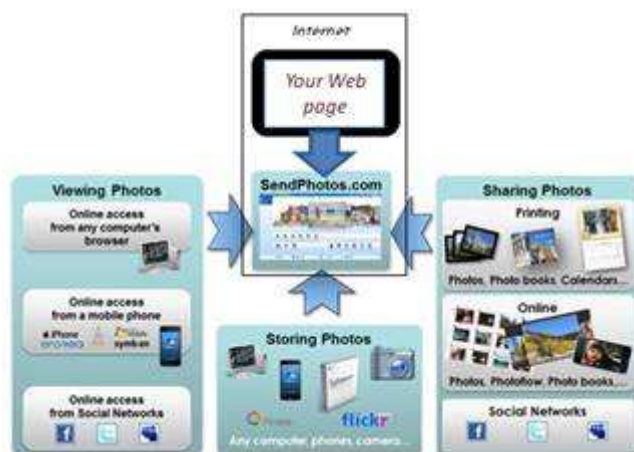 Internet
Your Web
page
SendPhotos.com
Viewing Photos
Online access
from any computer's
browser
Online access
from a mobile phone
iPhone
symbian
Online access
from Social Networks
Storing Photos
flickr
Any computer, phones, camera...
Sharing Photos
Printing
Photos, Photo books, Calendars...
Online
Photos, Photoflow, Photo books,...
Social Networks